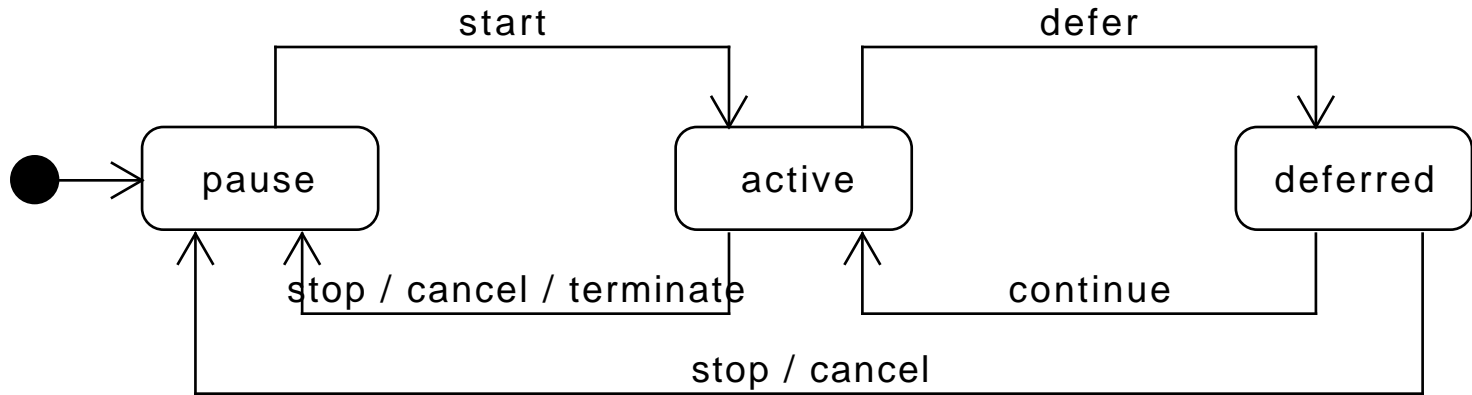 start
defer
pause
active
deferred
stop / cancel / terminate
continue
stop / cancel